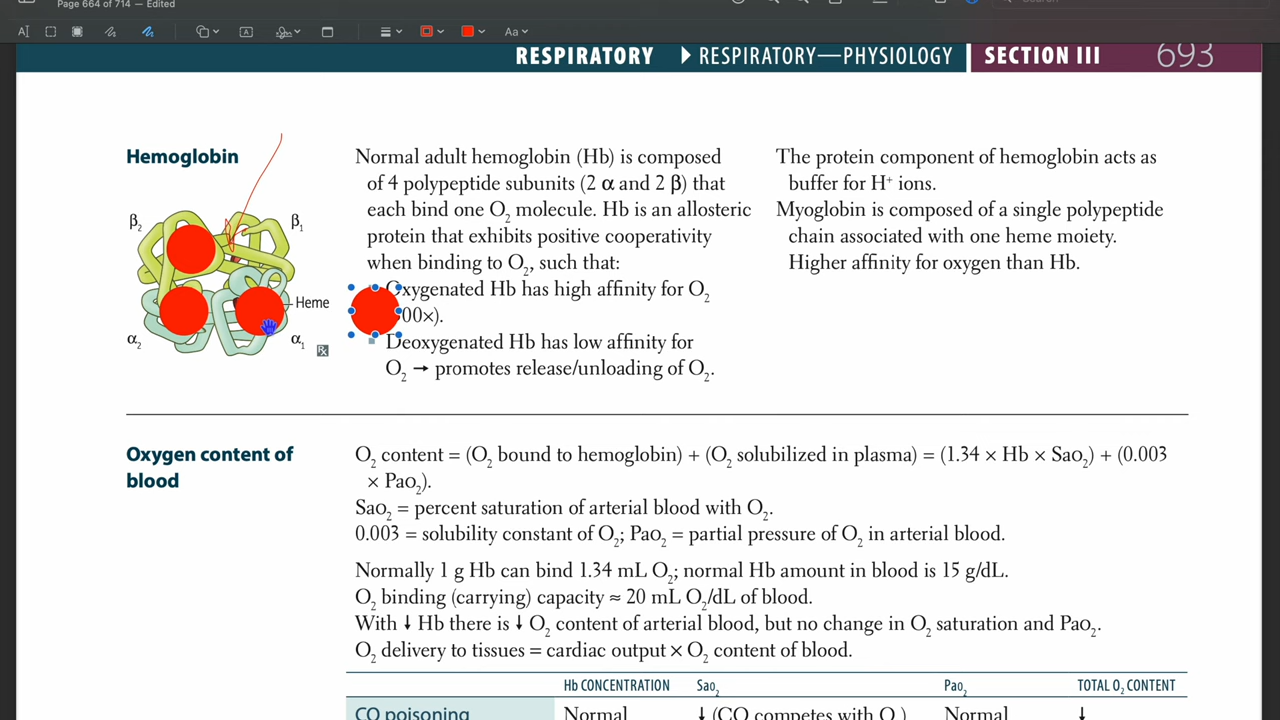 Page 664 of 714 — Edited
Search
A
Aa
RESPIRATORY ▶ RESPIRATORY—PHYSIOLOGY SECTION III 693
Hemoglobin
β2 β1
Heme
α2 α1
Rx
Normal adult hemoglobin (Hb) is composed
of 4 polypeptide subunits (2 α and 2 β) that
each bind one O2 molecule. Hb is an allosteric
protein that exhibits positive cooperativity
when binding to O2, such that:
Oxygenated Hb has high affinity for O2
00×).
Deoxygenated Hb has low affinity for
O2 → promotes release/unloading of O2.
The protein component of hemoglobin acts as
buffer for H+ ions.
Myoglobin is composed of a single polypeptide
chain associated with one heme moiety.
Higher affinity for oxygen than Hb.
Oxygen content of
blood
O2 content = (O2 bound to hemoglobin) + (O2 solubilized in plasma) = (1.34 × Hb × Sao2) + (0.003
× Pao2).
Sao2 = percent saturation of arterial blood with O2.
0.003 = solubility constant of O2; Pao2 = partial pressure of O2 in arterial blood.
Normally 1 g Hb can bind 1.34 mL O2; normal Hb amount in blood is 15 g/dL.
O2 binding (carrying) capacity ≈ 20 mL O2/dL of blood.
With ↓ Hb there is ↓ O2 content of arterial blood, but no change in O2 saturation and Pao2.
O2 delivery to tissues = cardiac output × O2 content of blood.
Hb CONCENTRATION Sao2 Pao2 TOTAL O2 CONTENT
CO poisoning Normal ↓ (CO competes with O2) Normal ↓